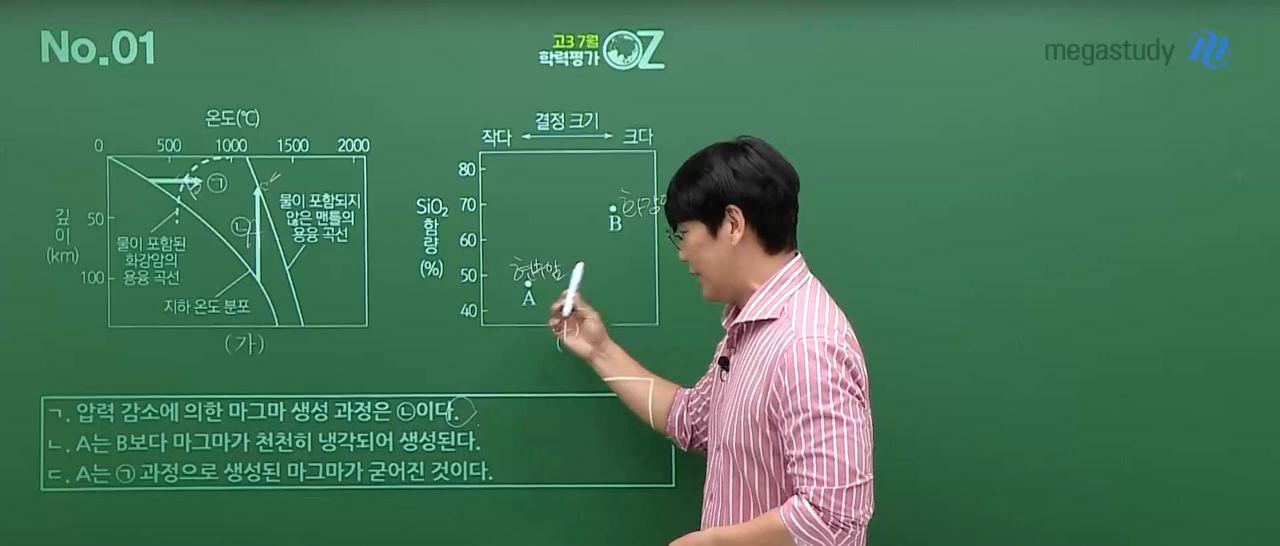 No.01
고3 7월
학력평가 OZ
megastudy
온도(℃)
0 500 1000 1500 2000
깊이(km)
50
100
㉠
㉡
물이 포함된
화강암의
용융 곡선
물이 포함되지
않은 맨틀의
용융 곡선
지하 온도 분포
(가)
결정 크기
작다 크다
SiO₂
함량
(%)
80
70
60
50
40
B
현무암
A
ㄱ. 압력 감소에 의한 마그마 생성 과정은 ㉡이다.
ㄴ. A는 B보다 마그마가 천천히 냉각되어 생성된다.
ㄷ. A는 ㉠ 과정으로 생성된 마그마가 굳어진 것이다.